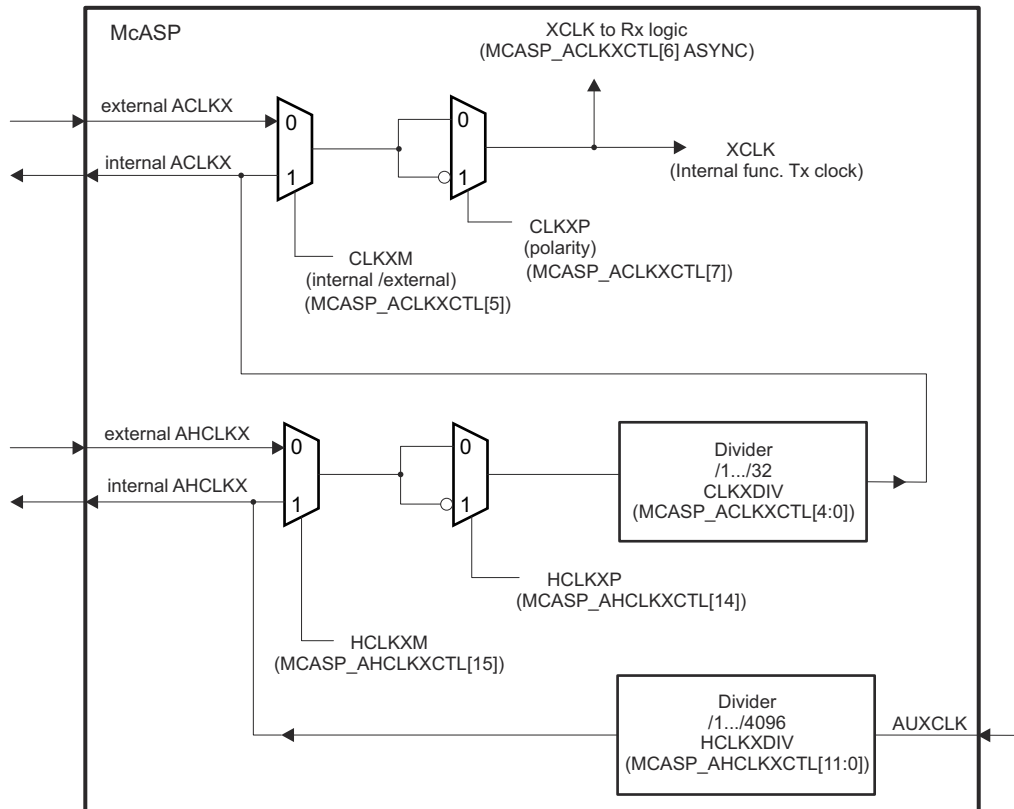 McASP
XCLK to Rx logic
(MCASP_ACLKXCTL[6] ASYNC)
external ACLKX
0
0
internal ACLKX
1
1
XCLK
(Internal func. Tx clock)
CLKXP
(polarity)
(MCASP_ACLKXCTL[7])
CLKXM
(internal /external)
(MCASP_ACLKXCTL[5])
external AHCLKX
0
0
internal AHCLKX
1
1
Divider
/1.../32
CLKXDIV
(MCASP_ACLKXCTL[4:0])
HCLKXP
(MCASP_AHCLKXCTL[14])
HCLKXM
(MCASP_AHCLKXCTL[15])
Divider
/1.../4096
HCLKXDIV
(MCASP_AHCLKXCTL[11:0])
AUXCLK